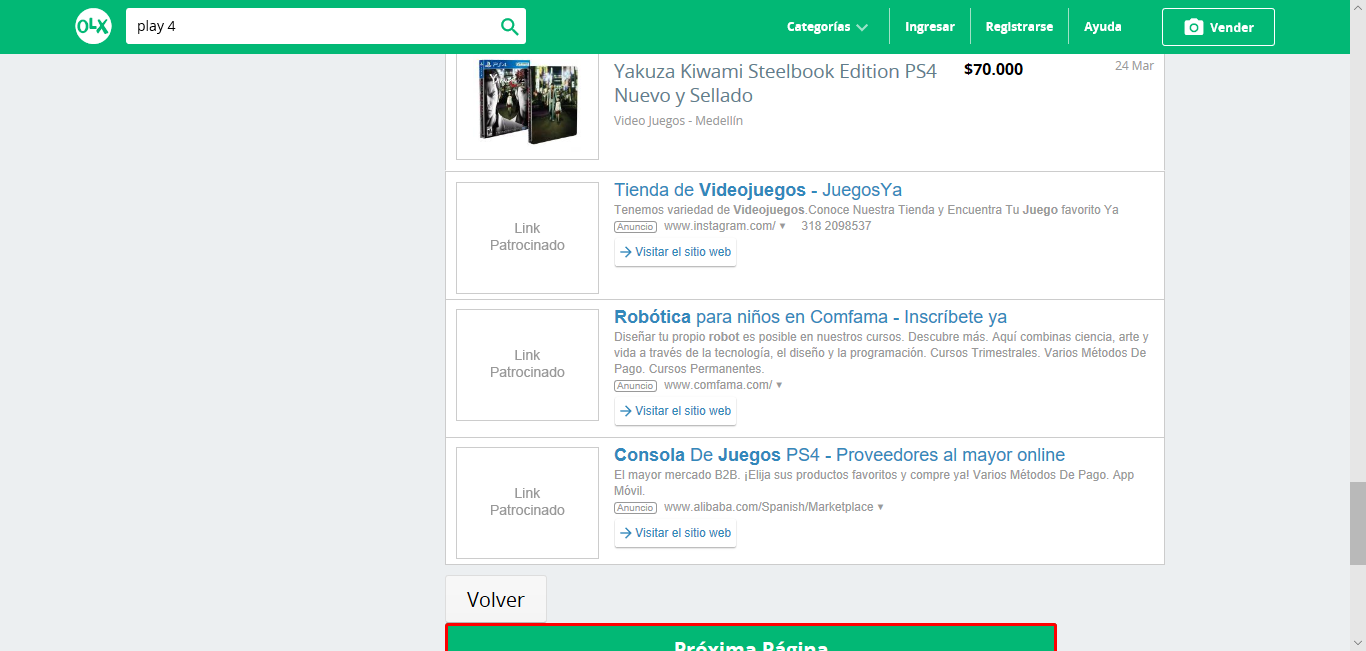 OLX
play 4
Categorías
Ingresar
Registrarse
Ayuda
Vender
Yakuza Kiwami Steelbook Edition PS4
Nuevo y Sellado
$70.000
24 Mar
Video Juegos - Medellín
Link
Patrocinado
Tienda de Videojuegos - JuegosYa
Tenemos variedad de Videojuegos.Conoce Nuestra Tienda y Encuentra Tu Juego favorito Ya
Anuncio www.instagram.com/ ▼ 318 2098537
→ Visitar el sitio web
Link
Patrocinado
Robótica para niños en Comfama - Inscríbete ya
Diseñar tu propio robot es posible en nuestros cursos. Descubre más. Aquí combinas ciencia, arte y
vida a través de la tecnología, el diseño y la programación. Cursos Trimestrales. Varios Métodos De
Pago. Cursos Permanentes.
Anuncio www.comfama.com/ ▼
→ Visitar el sitio web
Link
Patrocinado
Consola De Juegos PS4 - Proveedores al mayor online
El mayor mercado B2B. ¡Elija sus productos favoritos y compre ya! Varios Métodos De Pago. App
Móvil.
Anuncio www.alibaba.com/Spanish/Marketplace ▼
→ Visitar el sitio web
Volver
Próxima Página